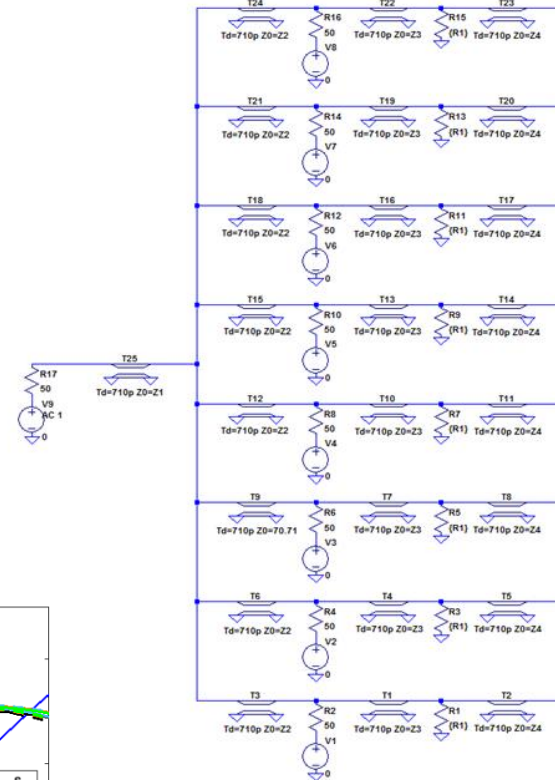 T24 T22 T23
R16 R15
50 {R1}
Td=710p Z0=Z2 Td=710p Z0=Z3 Td=710p Z0=Z4
V8
0
T21 T19 T20
R14 R13
50 {R1}
Td=710p Z0=Z2 Td=710p Z0=Z3 Td=710p Z0=Z4
V7
0
T18 T16 T17
R12 R11
50 {R1}
Td=710p Z0=Z2 Td=710p Z0=Z3 Td=710p Z0=Z4
V6
0
T15 T13 T14
R10 R9
50 {R1}
Td=710p Z0=Z2 Td=710p Z0=Z3 Td=710p Z0=Z4
V5
0
T25
R17
50
Td=710p Z0=Z1
V9
AC 1
0
T12 T10 T11
R8 R7
50 {R1}
Td=710p Z0=Z2 Td=710p Z0=Z3 Td=710p Z0=Z4
V4
0
T9 T7 T8
R6 R5
50 {R1}
Td=710p Z0=70.71 Td=710p Z0=Z3 Td=710p Z0=Z4
V3
0
T6 T4 T5
R4 R3
50 {R1}
Td=710p Z0=Z2 Td=710p Z0=Z3 Td=710p Z0=Z4
V2
0
T3 T1 T2
R2 R1
50 {R1}
Td=710p Z0=Z2 Td=710p Z0=Z3 Td=710p Z0=Z4
V1
0